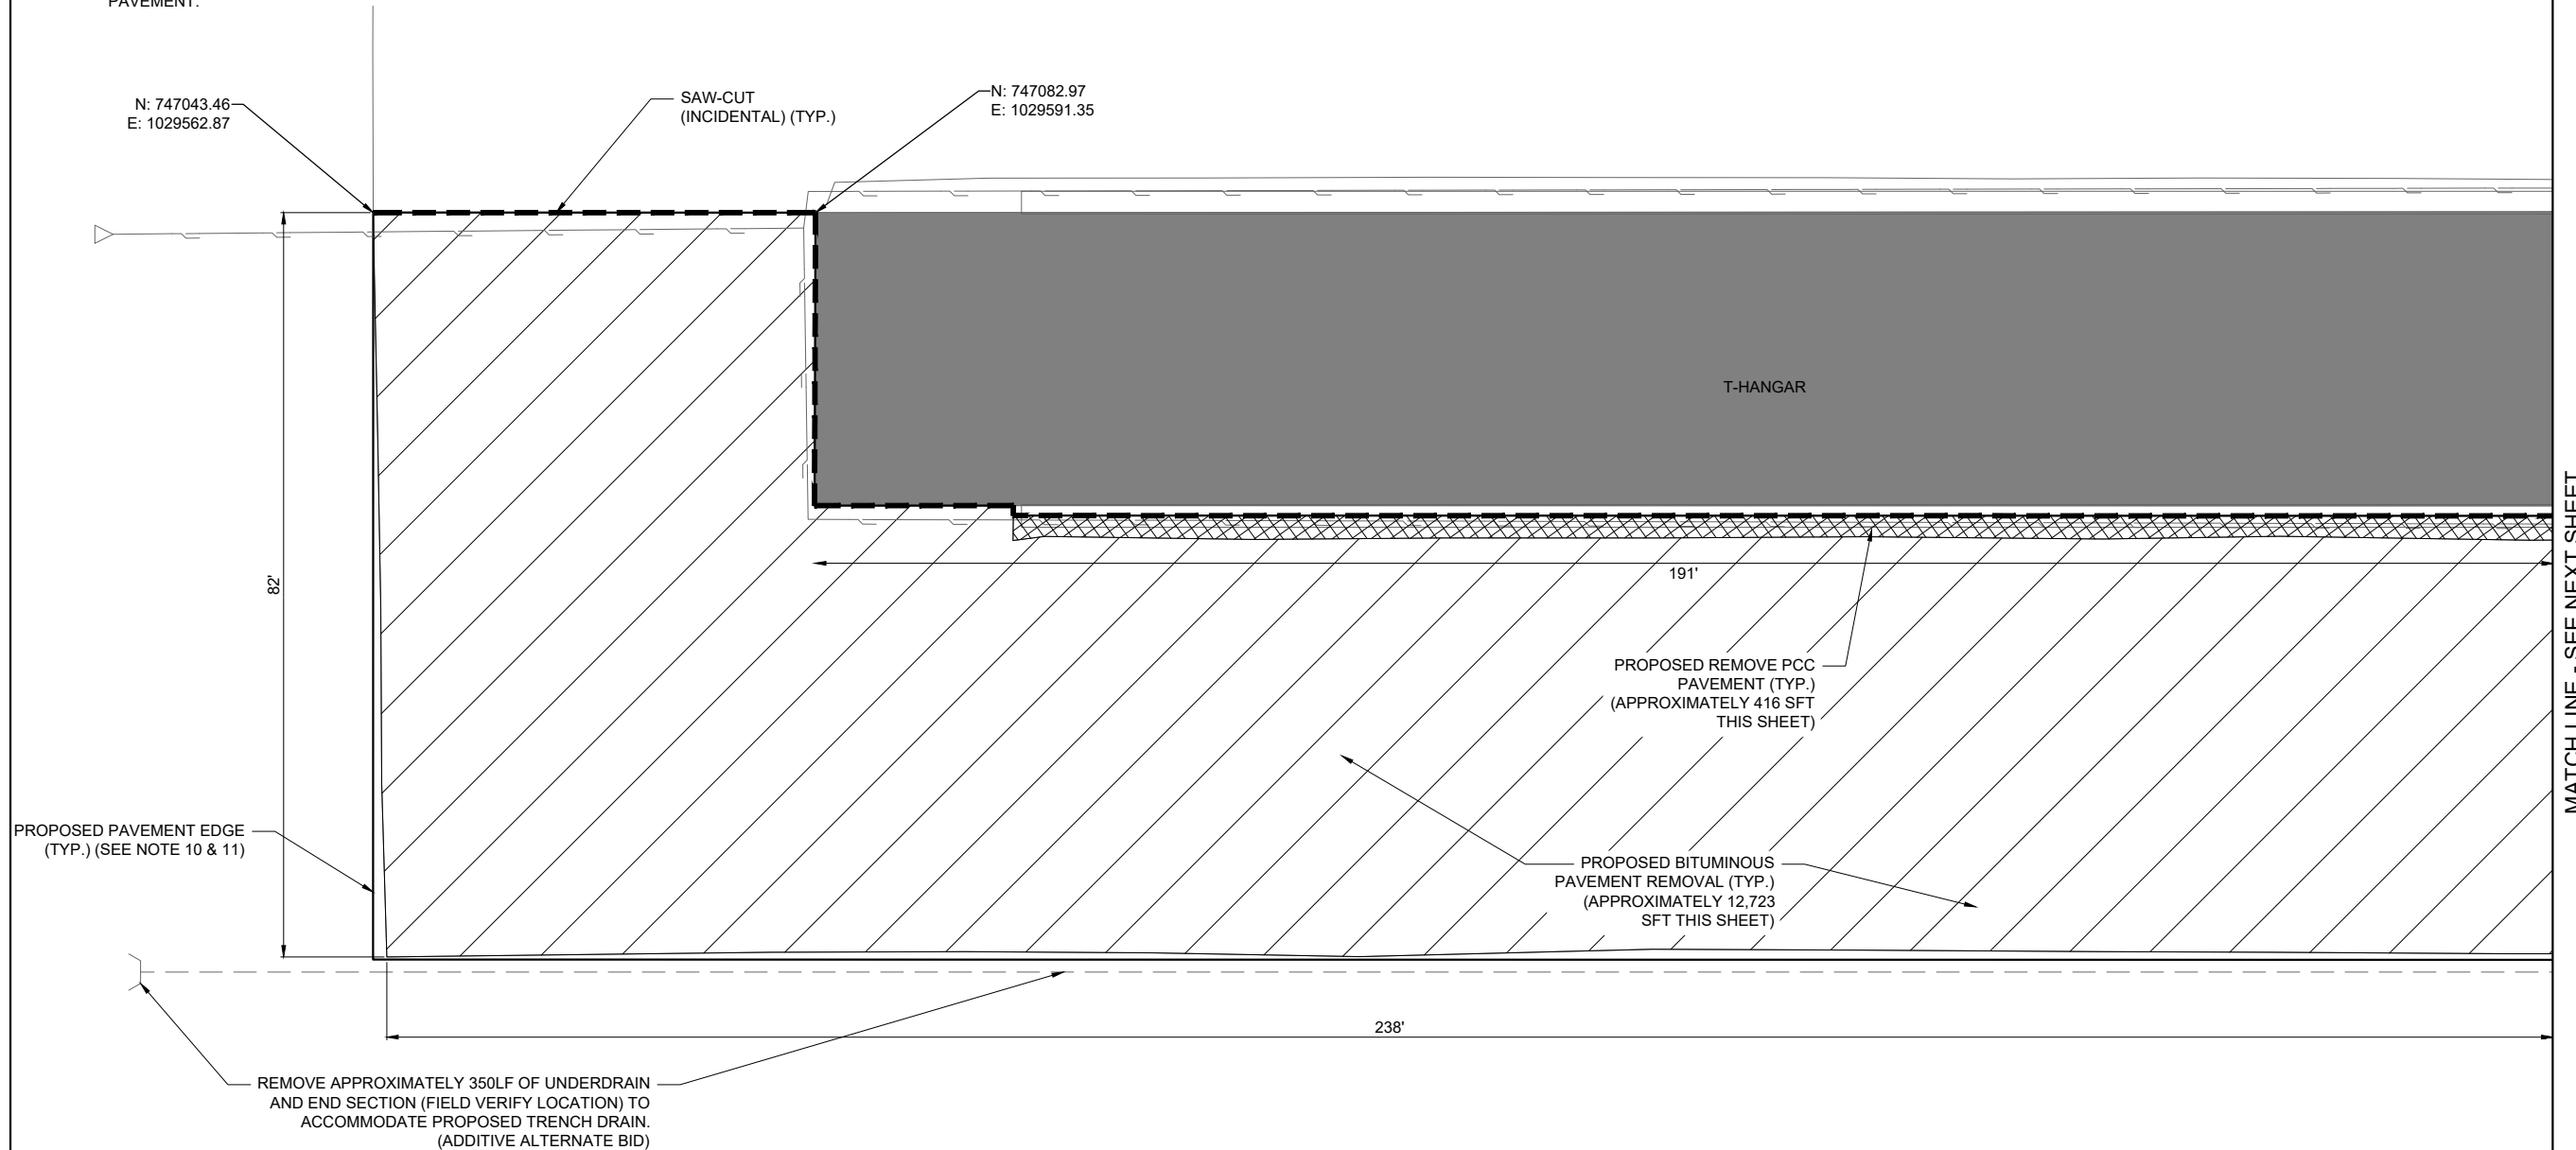 PAVEMENT.
N: 747043.46
E: 1029562.87
SAW-CUT
(INCIDENTAL) (TYP.)
N: 747082.97
E: 1029591.35
T-HANGAR
82'
191'
PROPOSED REMOVE PCC
PAVEMENT (TYP.)
(APPROXIMATELY 416 SFT
THIS SHEET)
MATCH LINE - SEE NEXT SHEET
PROPOSED PAVEMENT EDGE
(TYP.) (SEE NOTE 10 & 11)
PROPOSED BITUMINOUS
PAVEMENT REMOVAL (TYP.)
(APPROXIMATELY 12,723
SFT THIS SHEET)
238'
REMOVE APPROXIMATELY 350LF OF UNDERDRAIN
AND END SECTION (FIELD VERIFY LOCATION) TO
ACCOMMODATE PROPOSED TRENCH DRAIN.
(ADDITIVE ALTERNATE BID)